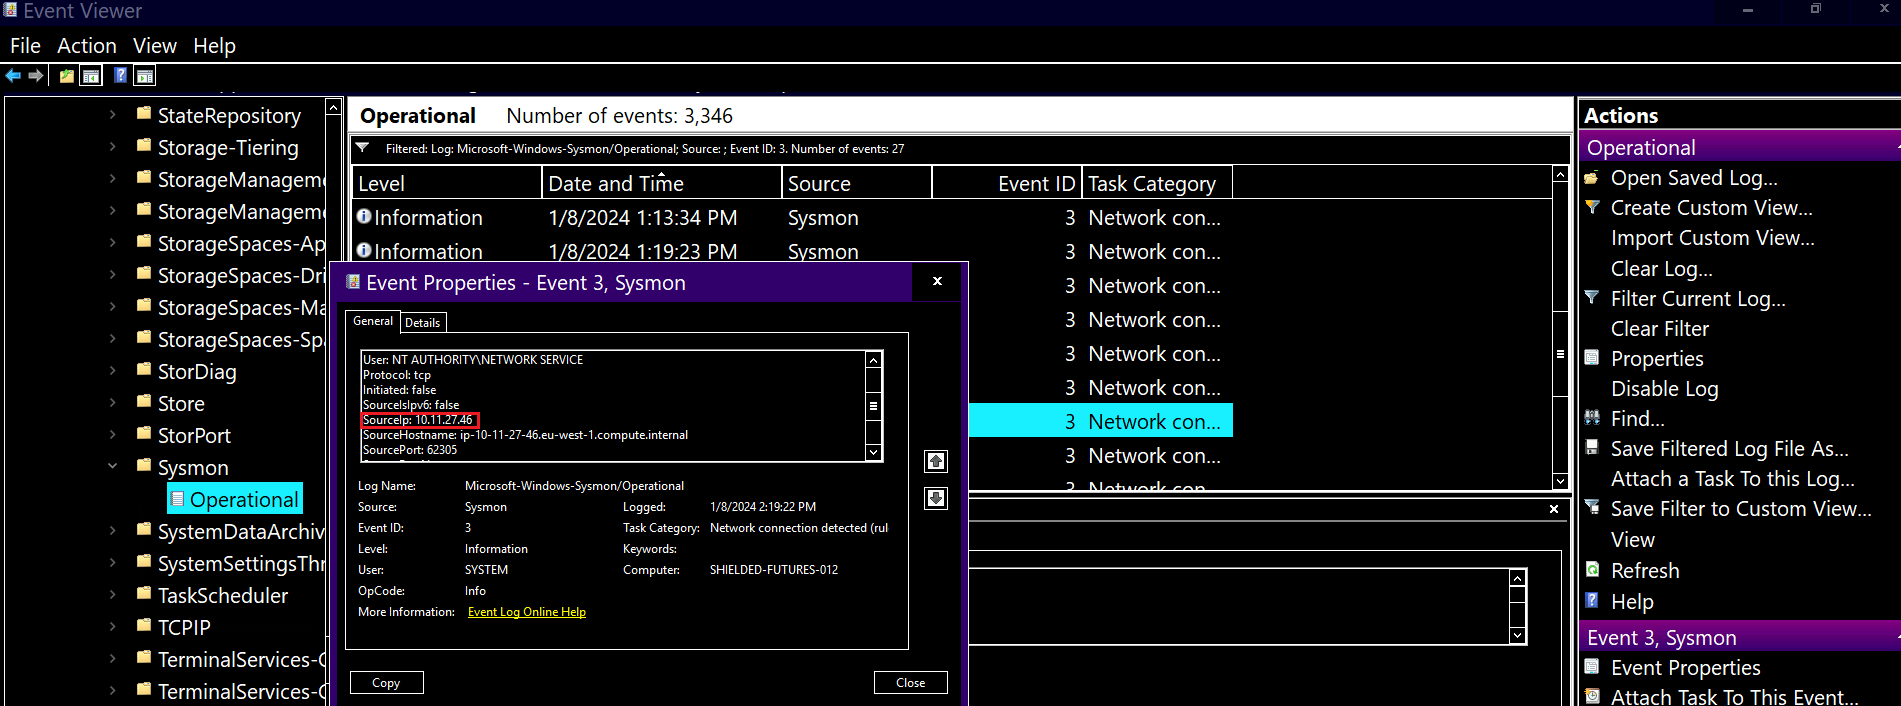 Event Viewer
File Action View Help
StateRepository
Storage-Tiering
StorageManageme
StorageManageme
StorageSpaces-Ap
StorageSpaces-Dri
StorageSpaces-Ma
StorageSpaces-Spa
StorDiag
Store
StorPort
Sysmon
Operational
SystemDataArchiv
SystemSettingsThr
TaskScheduler
TCPIP
TerminalServices-C
TerminalServices-C
Operational Number of events: 3,346
Filtered: Log: Microsoft-Windows-Sysmon/Operational; Source: ; Event ID: 3. Number of events: 27
Level Date and Time Source Event ID Task Category
Information 1/8/2024 1:13:34 PM Sysmon 3 Network con...
Information 1/8/2024 1:19:23 PM Sysmon 3 Network con...
3 Network con...
3 Network con...
3 Network con...
3 Network con...
3 Network con...
3 Network con...
3 Network con...
Event Properties - Event 3, Sysmon
General Details
User: NT AUTHORITY\NETWORK SERVICE
Protocol: tcp
Initiated: false
SourceIsIpv6: false
SourceIp: 10.11.27.46
SourceHostname: ip-10-11-27-46.eu-west-1.compute.internal
SourcePort: 62305
Log Name: Microsoft-Windows-Sysmon/Operational
Source: Sysmon Logged: 1/8/2024 2:19:22 PM
Event ID: 3 Task Category: Network connection detected (rul
Level: Information Keywords:
User: SYSTEM Computer: SHIELDED-FUTURES-012
OpCode: Info
More Information: Event Log Online Help
Copy Close
Actions
Operational
Open Saved Log...
Create Custom View...
Import Custom View...
Clear Log...
Filter Current Log...
Clear Filter
Properties
Disable Log
Find...
Save Filtered Log File As...
Attach a Task To this Log...
Save Filter to Custom View...
View
Refresh
Help
Event 3, Sysmon
Event Properties
Attach Task To This Event...